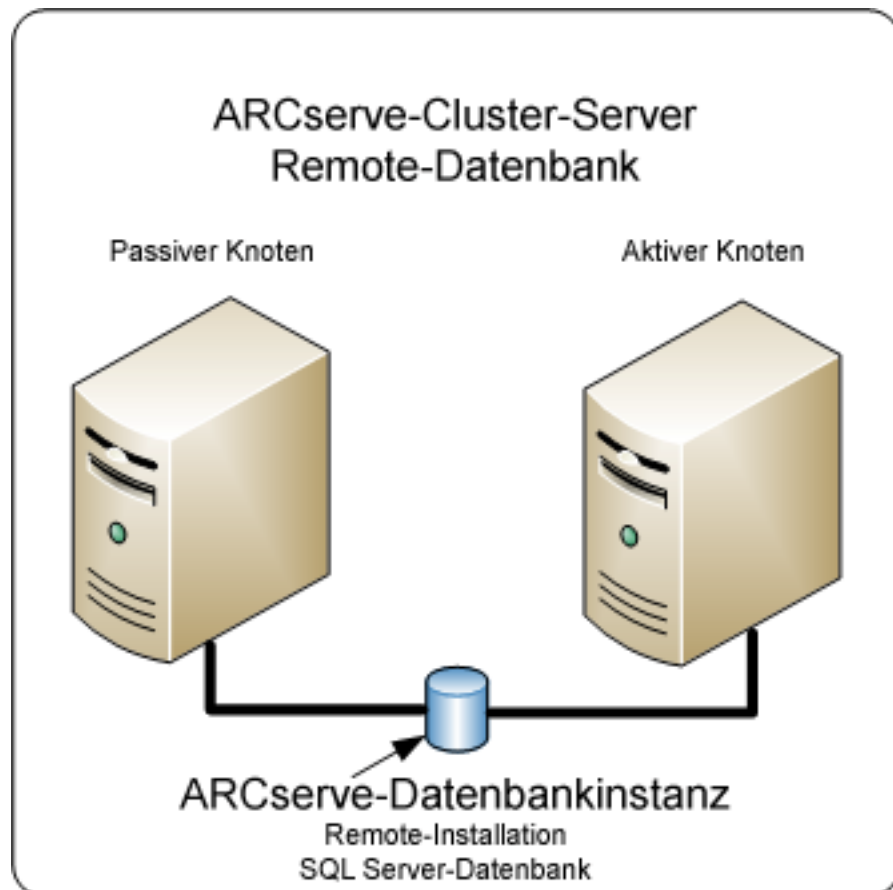 ARCserve-Cluster-Server
Remote-Datenbank
Passiver Knoten
Aktiver Knoten
ARCserve-Datenbankinstanz
Remote-Installation
SQL Server-Datenbank